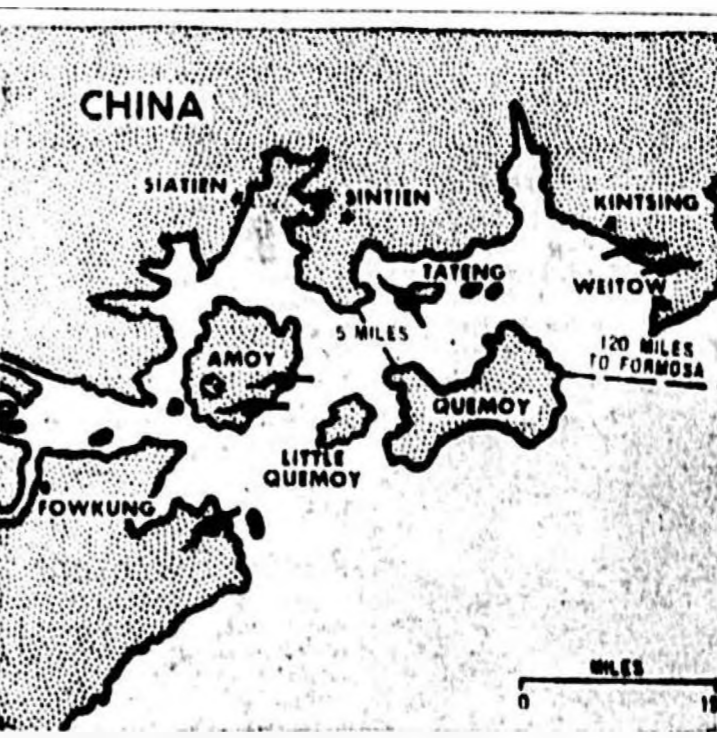 CHINA
SIATIEN
SINTIEN
KINTSING
TATENG
WEITOW
5 MILES
120 MILES
TO FORMOSA
AMOY
QUEMOY
LITTLE
QUEMOY
FOWKUNG
MILES
0